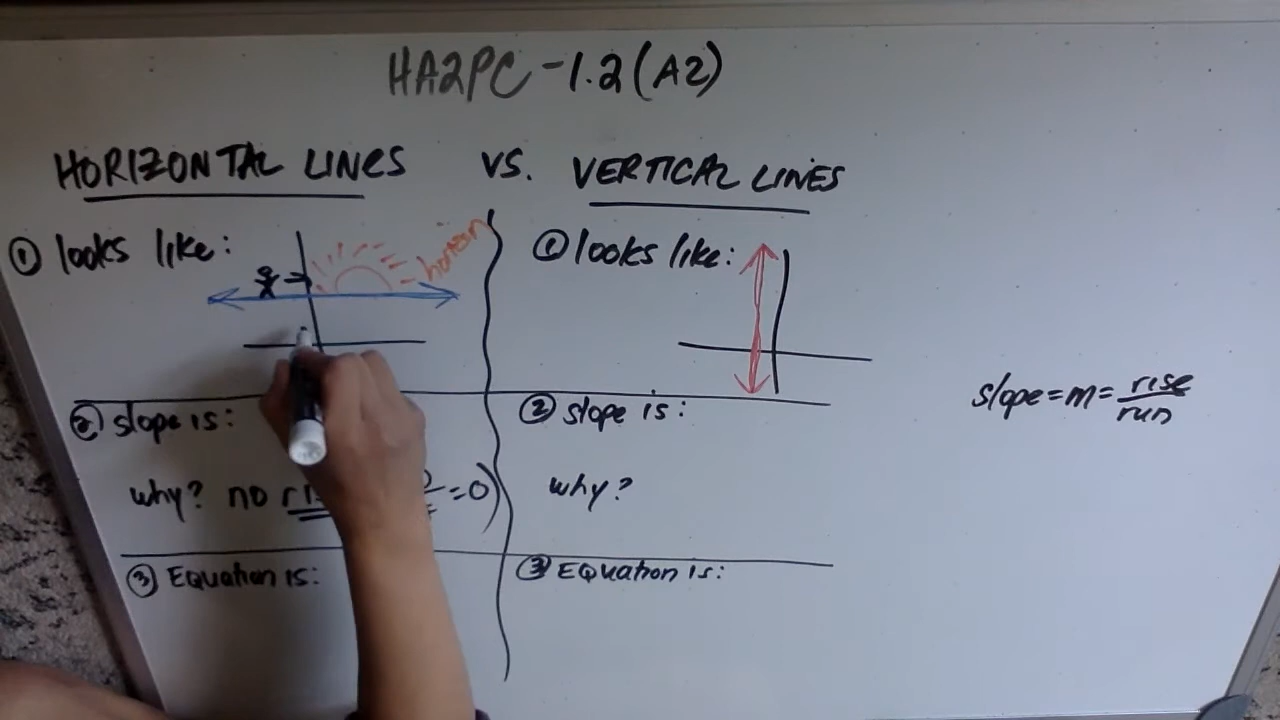 HA2PC - 1.2 (A2)
HORIZONTAL LINES VS. VERTICAL LINES
① looks like:
horizon
② slope is:
why? no = 0)
③ Equation is:
① looks like:
② slope is:
why?
③ Equation is:
slope = m = rise
run